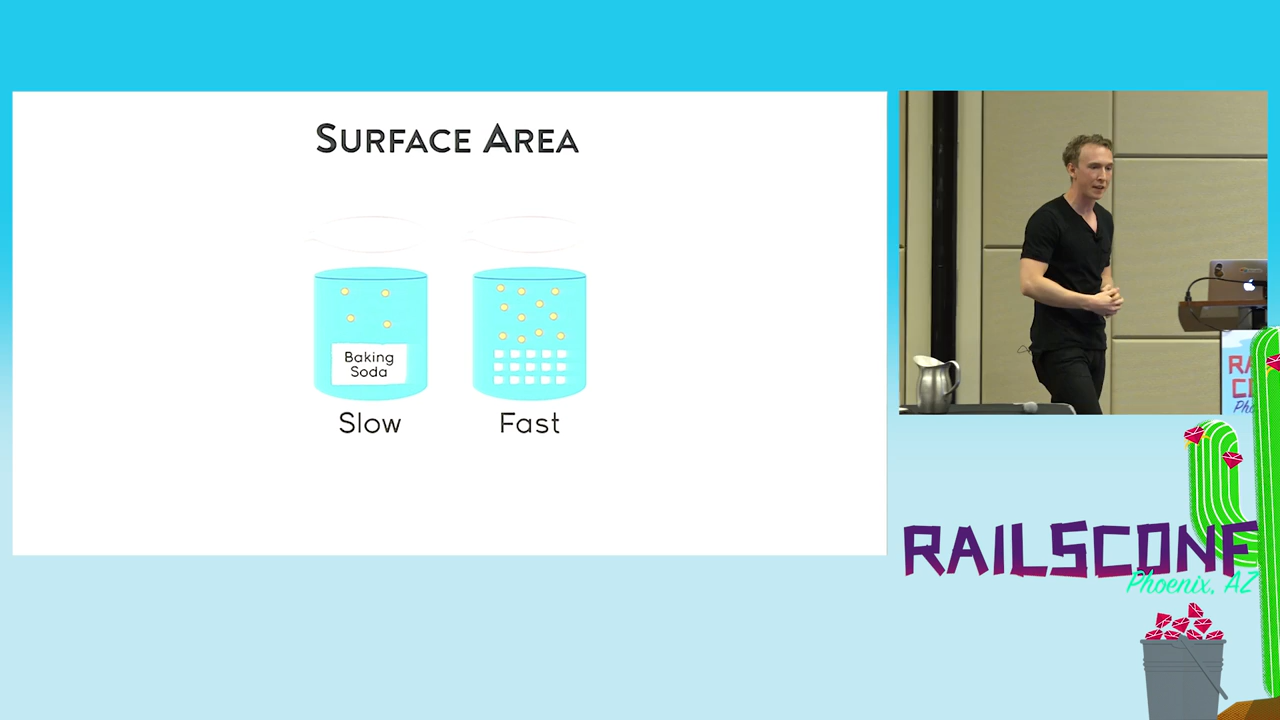 SURFACE AREA
Baking
Soda
Slow
Fast
RAILSCONF
Phoenix, AZ